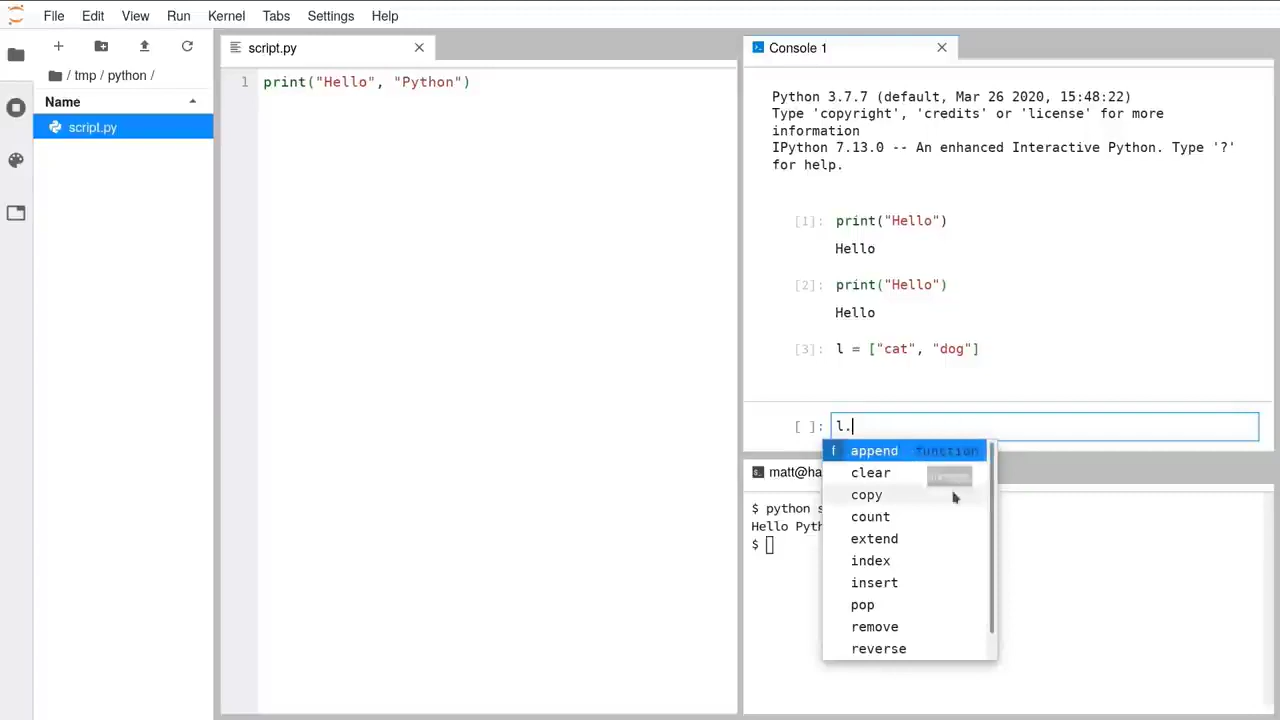 File Edit View Run Kernel Tabs Settings Help
/ tmp / python /
Name
script.py
script.py
1 print("Hello", "Python")
Console 1
Python 3.7.7 (default, Mar 26 2020, 15:48:22)
Type 'copyright', 'credits' or 'license' for more
information
IPython 7.13.0 -- An enhanced Interactive Python. Type '?'
for help.
[1]: print("Hello")
Hello
[2]: print("Hello")
Hello
[3]: l = ["cat", "dog"]
[ ]: l.
f append function
clear
copy
count
extend
index
insert
pop
remove
reverse
matt@ha
$ python s
Hello Pyth
$